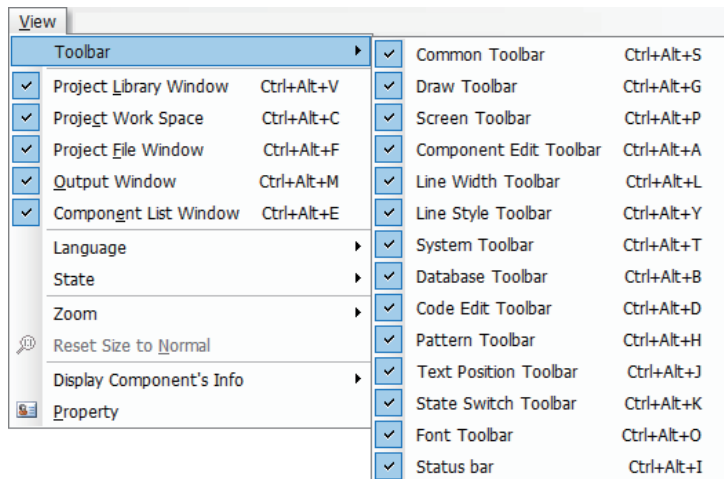 View
Toolbar
Project Library Window Ctrl+Alt+V
Project Work Space Ctrl+Alt+C
Project File Window Ctrl+Alt+F
Output Window Ctrl+Alt+M
Component List Window Ctrl+Alt+E
Language
State
Zoom
Reset Size to Normal
Display Component's Info
Property
Common Toolbar Ctrl+Alt+S
Draw Toolbar Ctrl+Alt+G
Screen Toolbar Ctrl+Alt+P
Component Edit Toolbar Ctrl+Alt+A
Line Width Toolbar Ctrl+Alt+L
Line Style Toolbar Ctrl+Alt+Y
System Toolbar Ctrl+Alt+T
Database Toolbar Ctrl+Alt+B
Code Edit Toolbar Ctrl+Alt+D
Pattern Toolbar Ctrl+Alt+H
Text Position Toolbar Ctrl+Alt+J
State Switch Toolbar Ctrl+Alt+K
Font Toolbar Ctrl+Alt+O
Status bar Ctrl+Alt+I